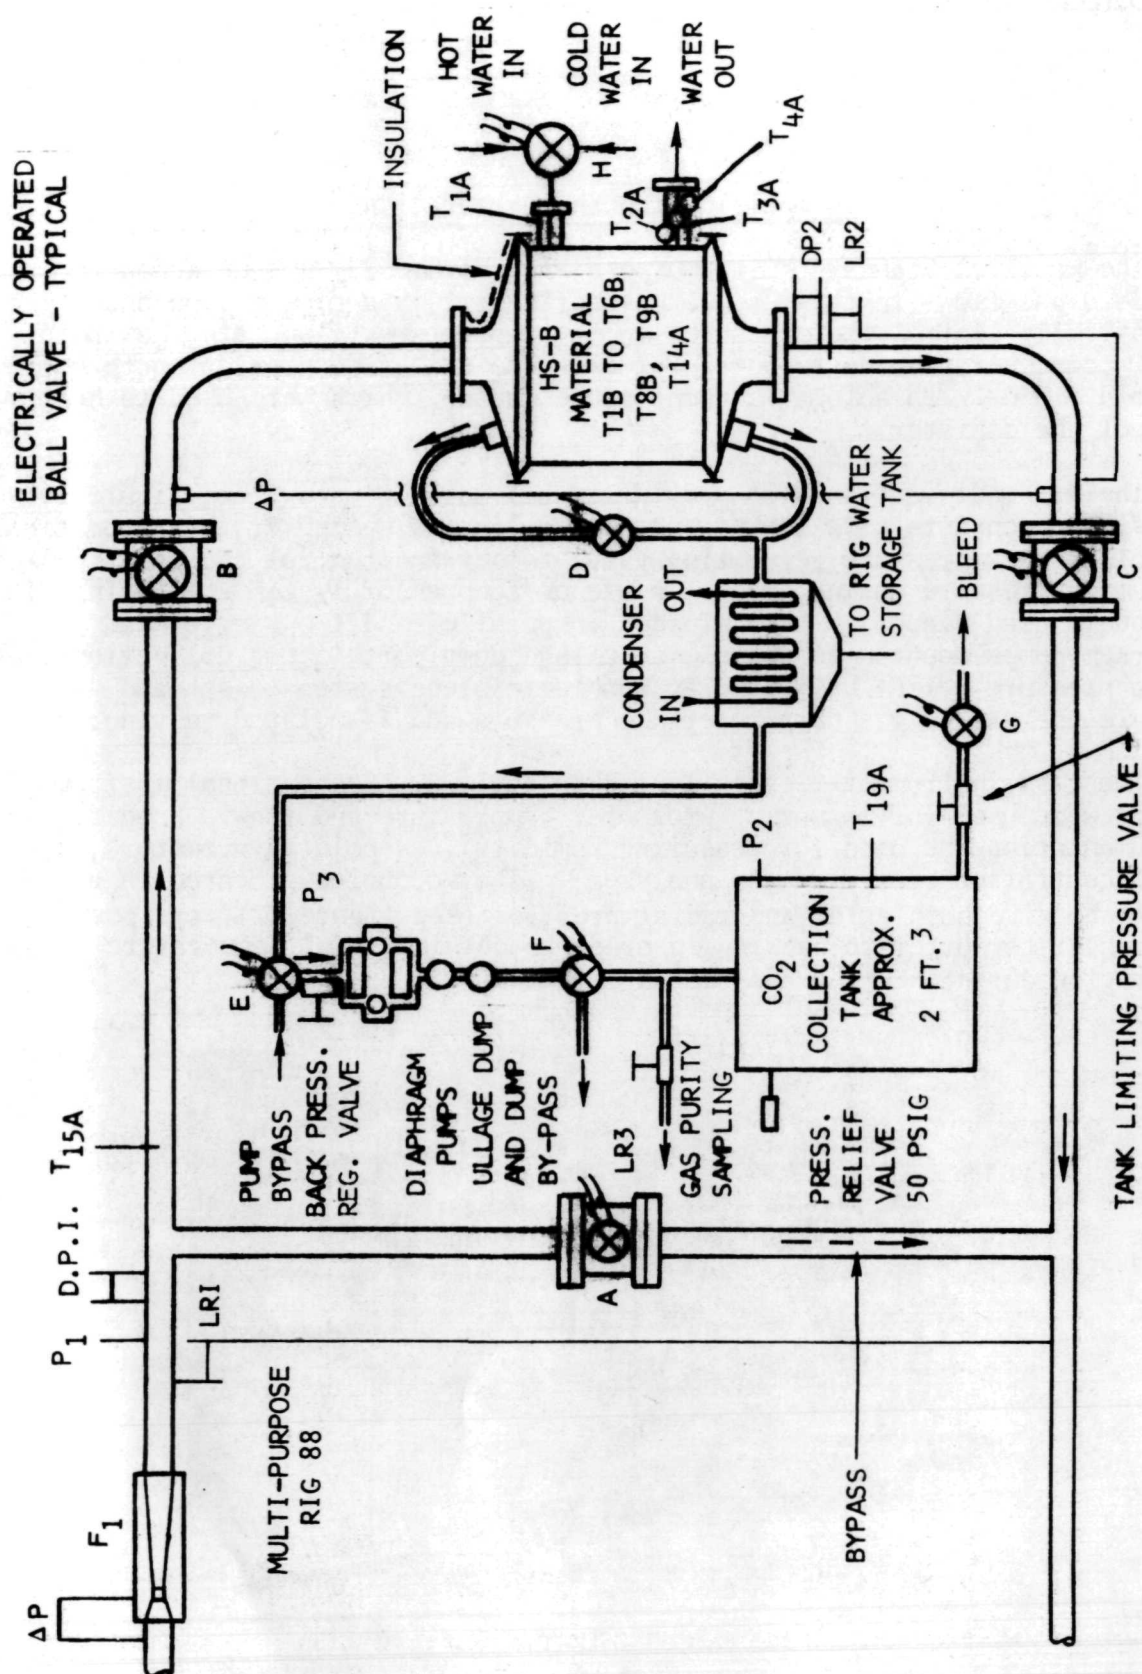 ELECTRICALLY OPERATED
BALL VALVE - TYPICAL
INSULATION
HOT
WATER
IN
COLD
WATER
IN
WATER
OUT
T1A
H
T2A
T3A
T4A
HS-B
MATERIAL
T1B TO T6B,
T8B, T9B
T14A
DP2
LR2
ΔP
B
D
C
CONDENSER
IN
OUT
TO RIG WATER
STORAGE TANK
BLEED
G
T19A
P2
TANK LIMITING PRESSURE VALVE
P3
E
F
PUMP
BYPASS
BACK PRESS.
REG. VALVE
DIAPHRAGM
PUMPS
ULLAGE DUMP
AND DUMP
BY-PASS
LR3
GAS PURITY
SAMPLING
CO2
COLLECTION
TANK
APPROX.
2 FT.3
PRESS.
RELIEF
VALVE
50 PSIG
T15A
D.P.I.
P1
LRI
A
BYPASS
MULTI-PURPOSE
RIG 88
F1
ΔP